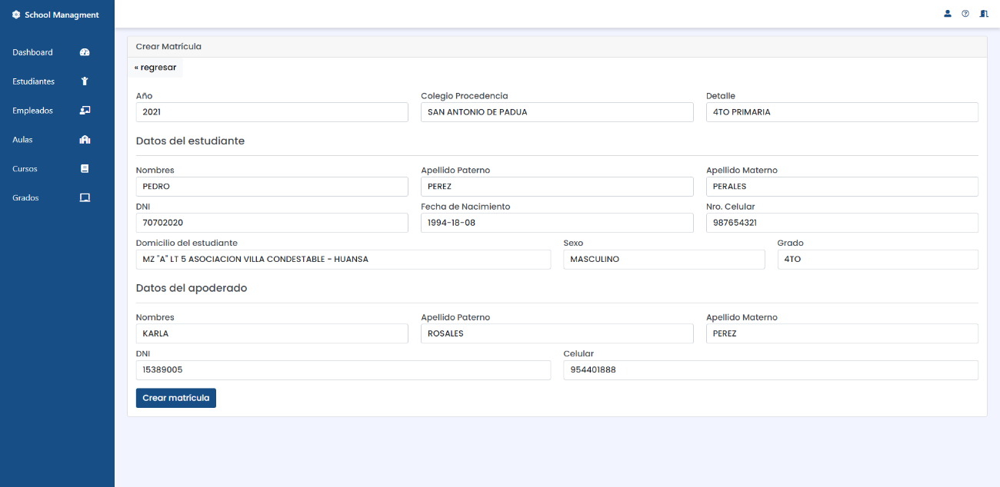 School Managment
Dashboard
Estudiantes
Empleados
Aulas
Cursos
Grados
Crear Matrícula
« regresar
Año Colegio Procedencia Detalle
2021 SAN ANTONIO DE PADUA 4TO PRIMARIA
Datos del estudiante
Nombres Apellido Paterno Apellido Materno
PEDRO PEREZ PERALES
DNI Fecha de Nacimiento Nro. Celular
70702020 1994-18-08 987654321
Domicilio del estudiante Sexo Grado
MZ "A" LT 5 ASOCIACION VILLA CONDESTABLE - HUANSA MASCULINO 4TO
Datos del apoderado
Nombres Apellido Paterno Apellido Materno
KARLA ROSALES PEREZ
DNI Celular
15389005 954401888
Crear matrícula